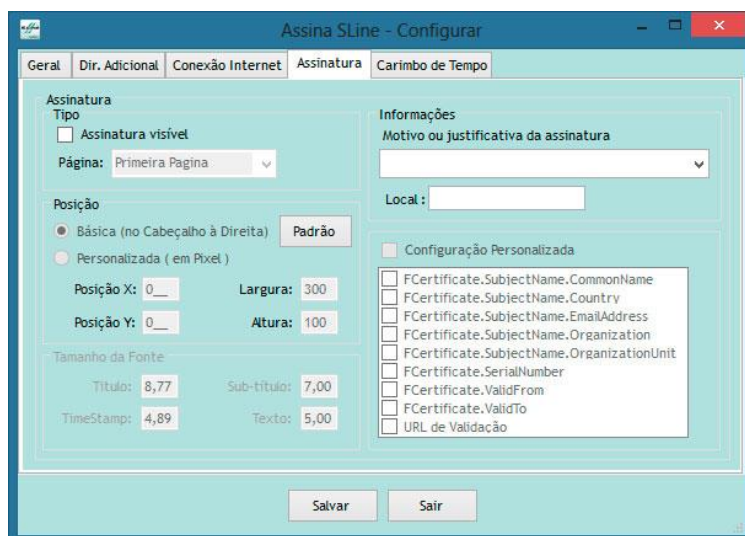 Assina SLine - Configurar
Geral
Dir. Adicional
Conexão Internet
Assinatura
Carimbo de Tempo
Assinatura
Tipo
Assinatura visível
Página: Primeira Pagina
Posição
Básica (no Cabeçalho à Direita)
Padrão
Personalizada ( em Pixel )
Posição X: 0__
Largura: 300
Posição Y: 0__
Altura: 100
Tamanho da Fonte
Título: 8,77
Sub-título: 7,00
TimeStamp: 4,89
Texto: 5,00
Informações
Motivo ou justificativa da assinatura
Local :
Configuração Personalizada
FCertificate.SubjectName.CommonName
FCertificate.SubjectName.Country
FCertificate.SubjectName.EmailAddress
FCertificate.SubjectName.Organization
FCertificate.SubjectName.OrganizationUnit
FCertificate.SerialNumber
FCertificate.ValidFrom
FCertificate.ValidTo
URL de Validação
Salvar
Sair